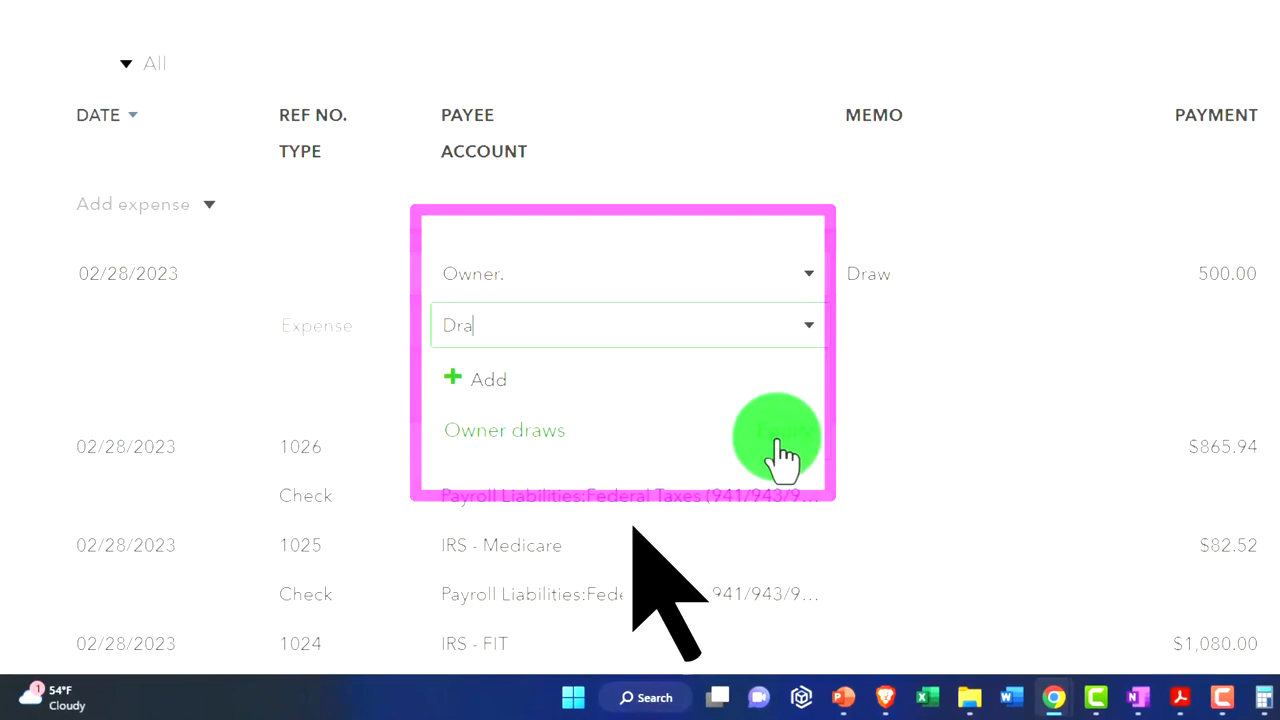 All
DATE REF NO. PAYEE MEMO PAYMENT
TYPE ACCOUNT
Add expense
02/28/2023 Owner. Draw 500.00
Expense Dra
Add
Owner draws
02/28/2023 1026 $865.94
Check Payroll Liabilities:Federal Taxes (941/943/9...
02/28/2023 1025 IRS - Medicare $82.52
Check Payroll Liabilities:Fede 941/943/9...
02/28/2023 1024 IRS - FIT $1,080.00
1 54°F
Cloudy
Search